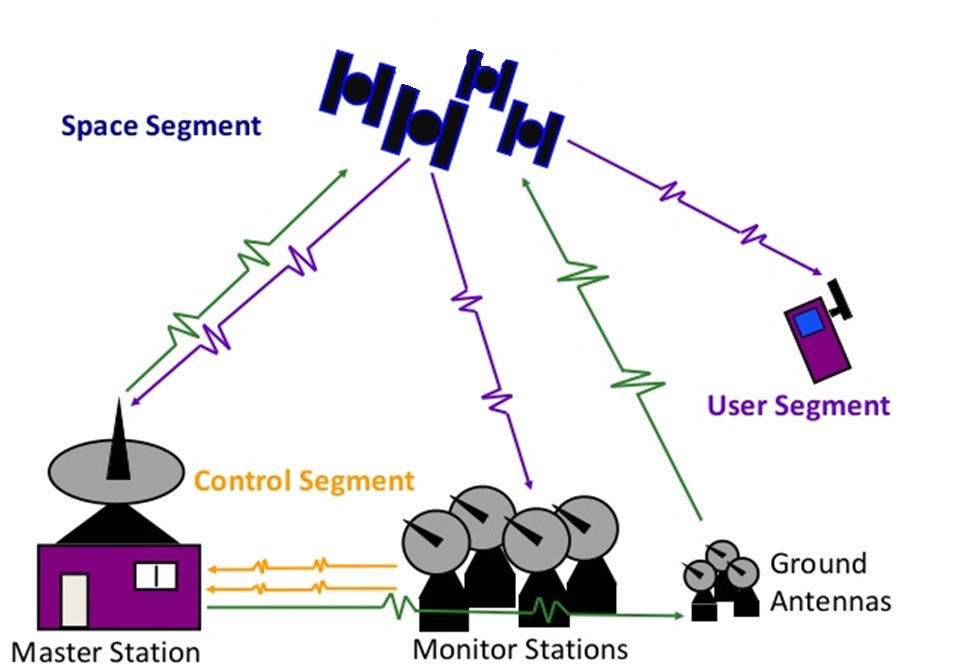 Space Segment
User Segment
Control Segment
Ground
Antennas
Master Station
Monitor Stations